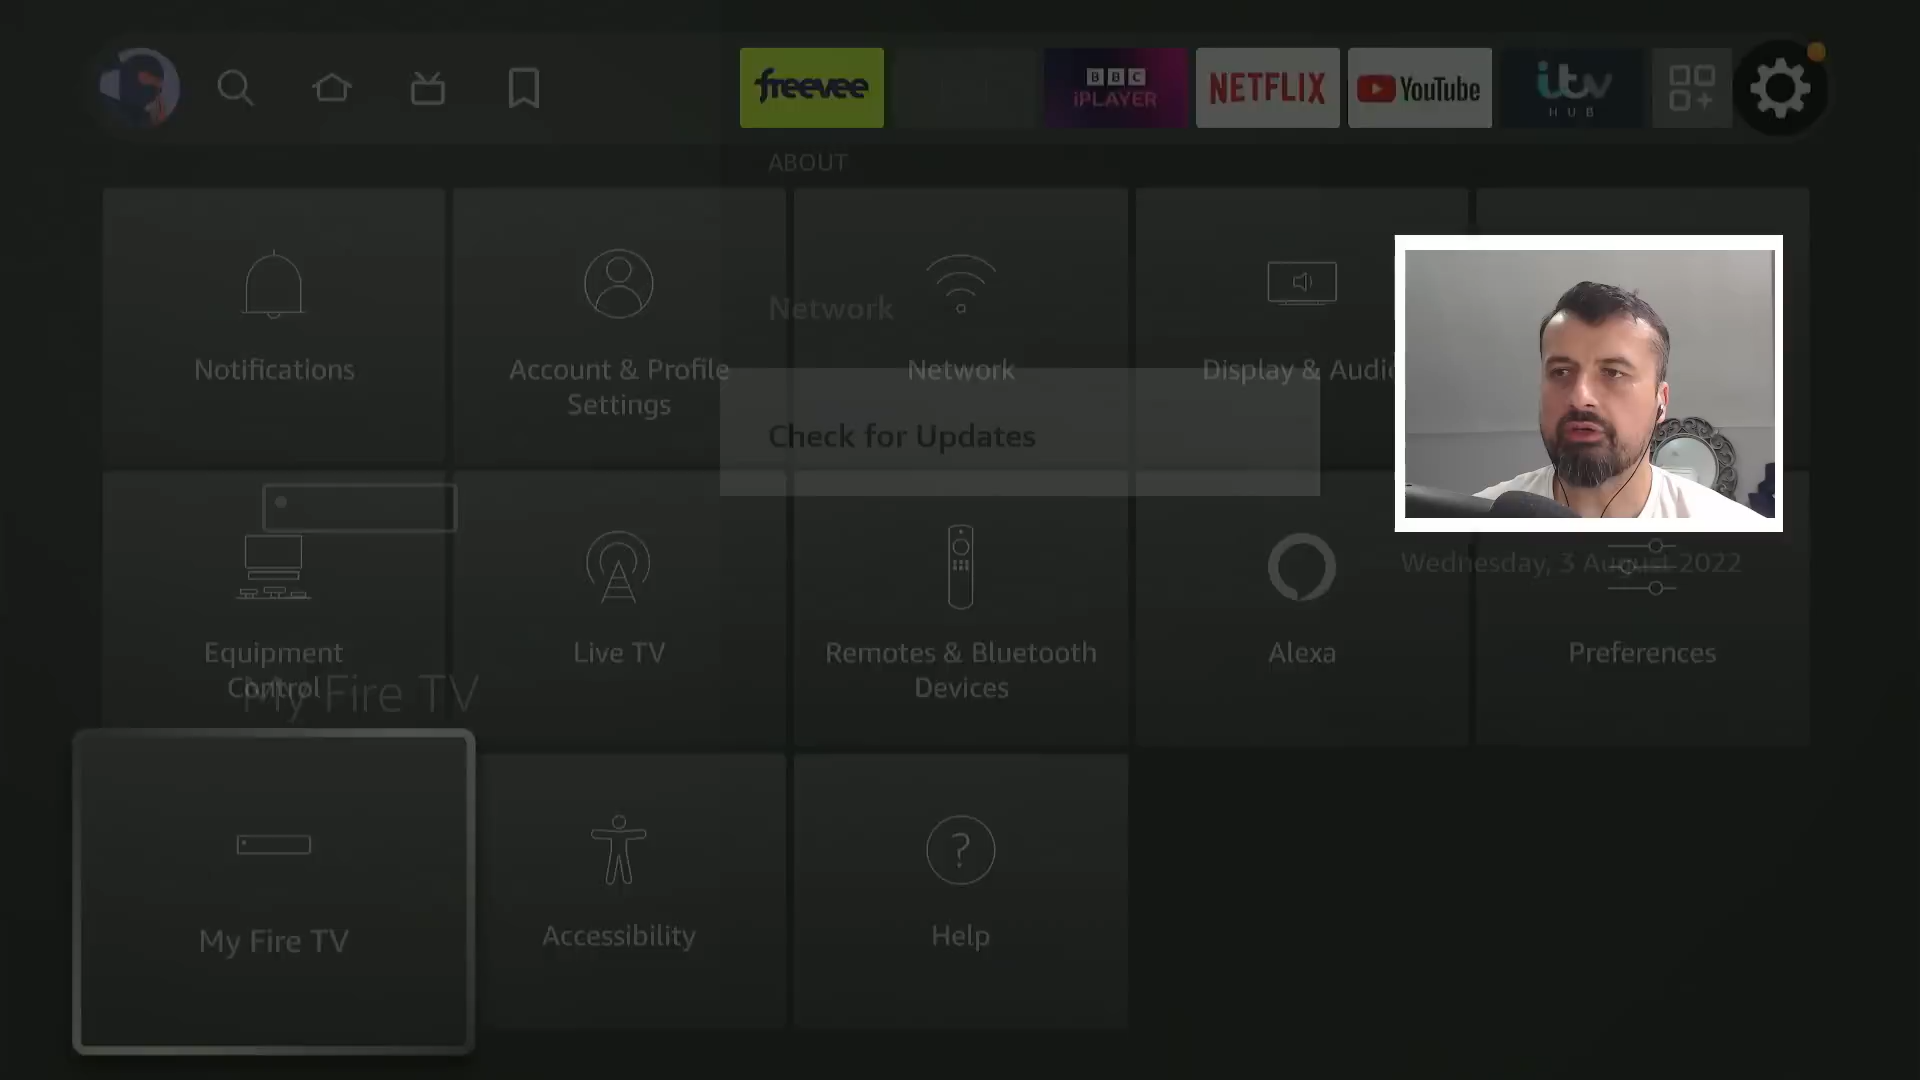 freevee
BBC
iPLAYER
NETFLIX
YouTube
itv
HUB
ABOUT
Network
Notifications
Account & Profile
Settings
Network
Display & Audio
Check for Updates
Wednesday, 3 August 2022
Equipment
Control
Live TV
Remotes & Bluetooth
Devices
Alexa
Preferences
My Fire TV
My Fire TV
Accessibility
Help